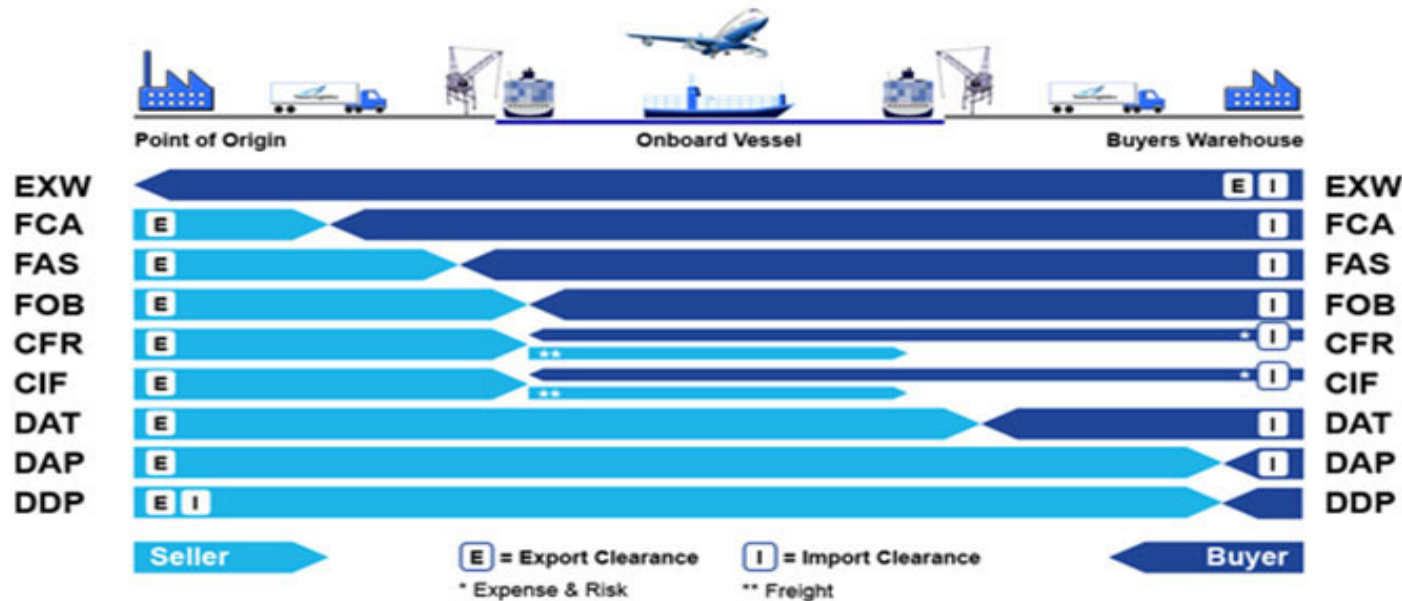 Point of Origin Onboard Vessel Buyers Warehouse
EXW E I EXW
FCA E I FCA
FAS E I FAS
FOB E I FOB
CFR E ** * I CFR
CIF E ** * I CIF
DAT E I DAT
DAP E I DAP
DDP E I DDP
Seller E = Export Clearance I = Import Clearance Buyer
* Expense & Risk ** Freight